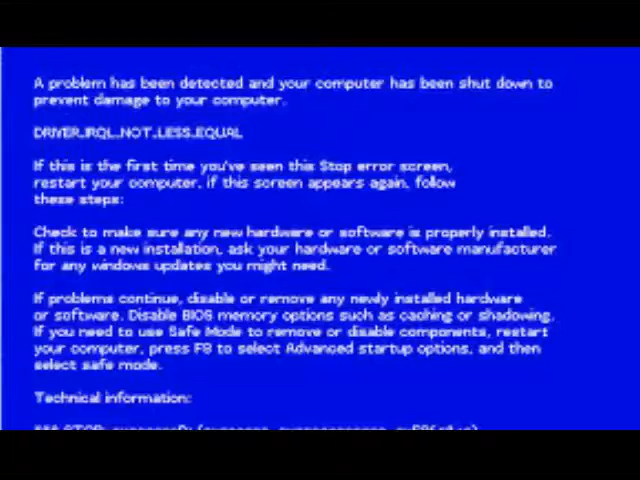 A problem has been detected and your computer has been shut down to
prevent damage to your computer.
DRIVER_IRQL_NOT_LESS_EQUAL
If this is the first time you've seen this Stop error screen,
restart your computer, if this screen appears again, follow
these steps:
Check to make sure any new hardware or software is properly installed.
If this is a new installation, ask your hardware or software manufacturer
for any windows updates you might need.
If problems continue, disable or remove any newly installed hardware
or software. Disable BIOS memory options such as caching or shadowing.
If you need to use Safe Mode to remove or disable components, restart
your computer, press F8 to select Advanced startup options, and then
select safe mode.
Technical information:
*** STOP: